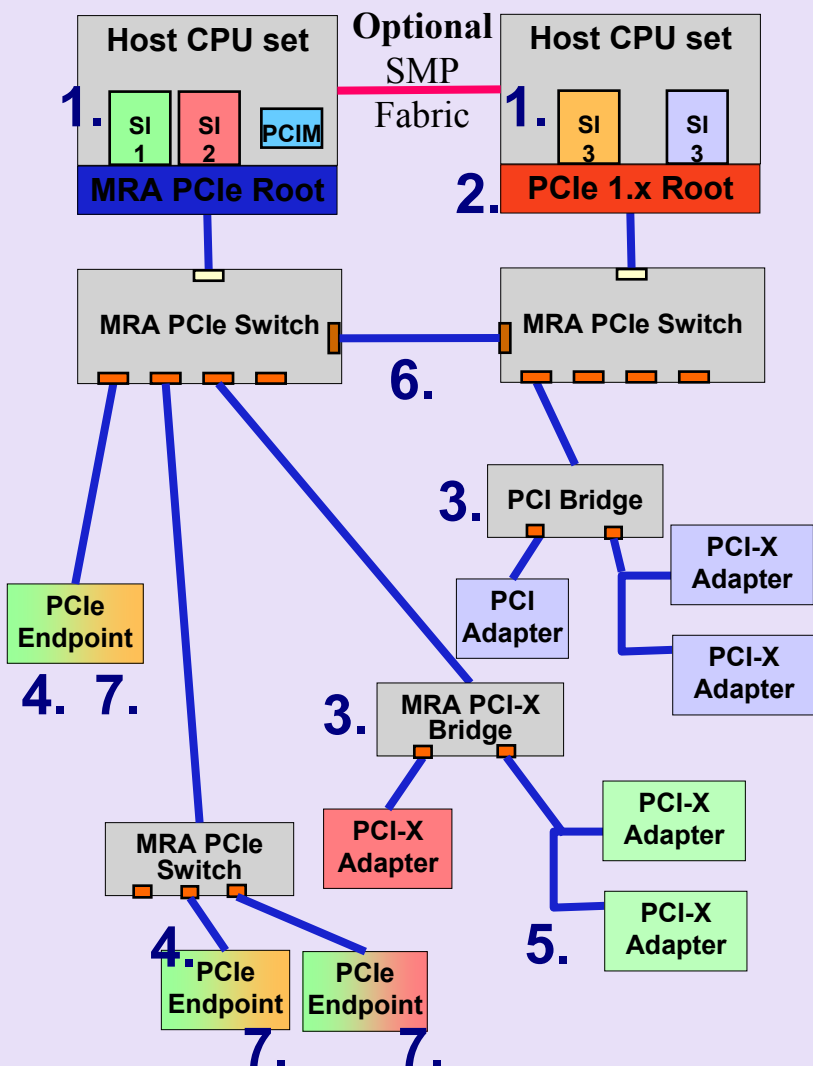 Host CPU set
Optional
SMP
Fabric
Host CPU set
1.
SI
1
SI
2
PCIM
1.
SI
3
SI
3
MRA PCIe Root
2.
PCIe 1.x Root
MRA PCIe Switch
MRA PCIe Switch
6.
3.
PCI Bridge
PCI
Adapter
PCI-X
Adapter
PCI-X
Adapter
PCIe
Endpoint
4.
7.
3.
MRA PCI-X
Bridge
PCI-X
Adapter
PCI-X
Adapter
PCI-X
Adapter
5.
MRA PCIe
Switch
4.
PCIe
Endpoint
7.
PCIe
Endpoint
7.